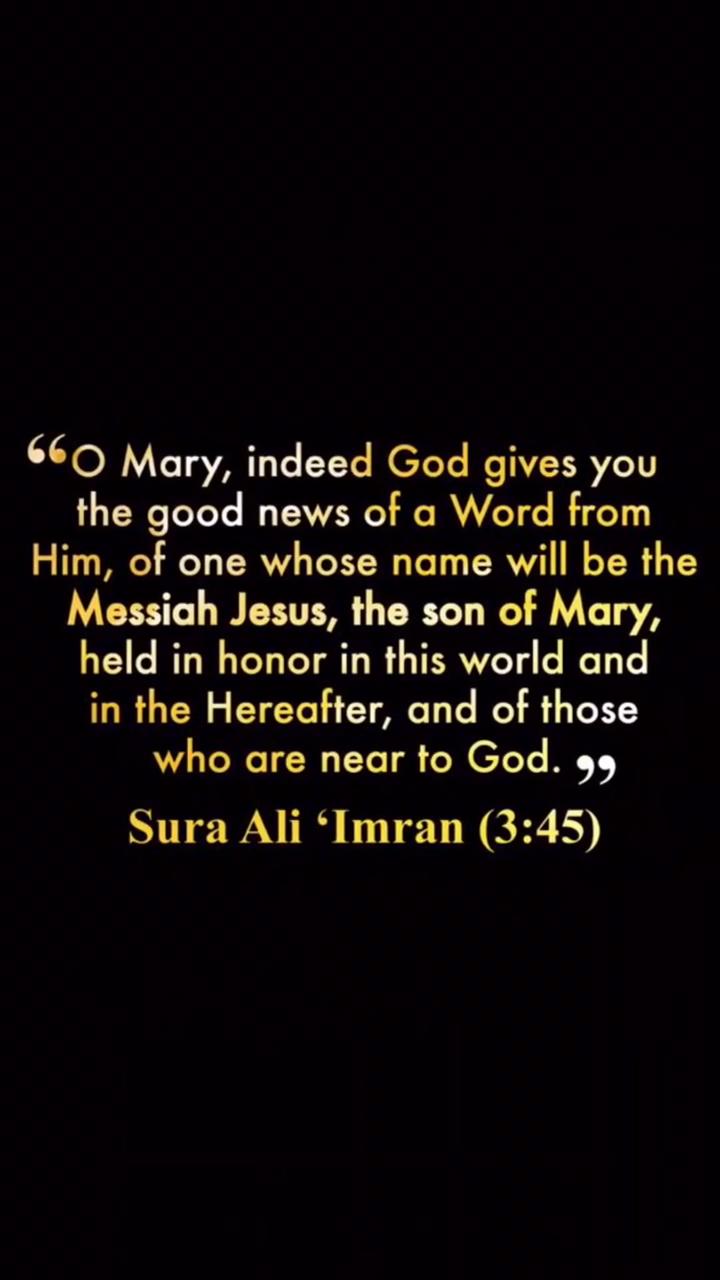 “O Mary, indeed God gives you
the good news of a Word from
Him, of one whose name will be the
Messiah Jesus, the son of Mary,
held in honor in this world and
in the Hereafter, and of those
who are near to God.”
Sura Ali ‘Imran (3:45)